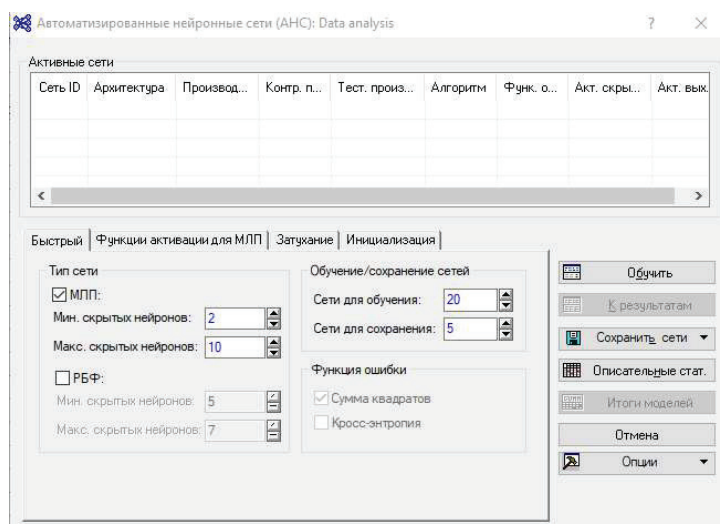 Автоматизированные нейронные сети (АНС): Data analysis ?
Активные сети
Сеть ID Архитектура Производ... Контр. п... Тест. произ... Алгоритм Функ. о... Акт. скры... Акт. вых.
Быстрый Функции активации для МЛП Затухание Инициализация
Тип сети
МЛП:
Мин. скрытых нейронов: 2
Макс. скрытых нейронов: 10
РБФ:
Мин. скрытых нейронов: 5
Макс. скрытых нейронов: 7
Обучение/сохранение сетей
Сети для обучения: 20
Сети для сохранения: 5
Функция ошибки
Сумма квадратов
Кросс-энтропия
Обучить
К результатам
Сохранить сети
Описательные стат.
Итоги моделей
Отмена
Опции